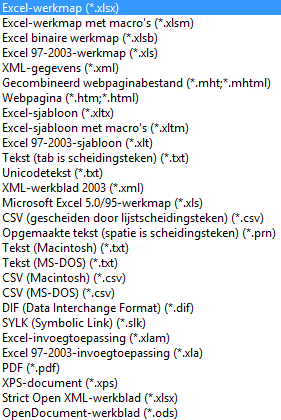 Excel-werkmap (*.xlsx)
Excel-werkmap met macro's (*.xlsm)
Excel binaire werkmap (*.xlsb)
Excel 97-2003-werkmap (*.xls)
XML-gegevens (*.xml)
Gecombineerd webpaginabestand (*.mht;*.mhtml)
Webpagina (*.htm;*.html)
Excel-sjabloon (*.xltx)
Excel-sjabloon met macro's (*.xltm)
Excel 97-2003-sjabloon (*.xlt)
Tekst (tab is scheidingsteken) (*.txt)
Unicodetekst (*.txt)
XML-werkblad 2003 (*.xml)
Microsoft Excel 5.0/95-werkmap (*.xls)
CSV (gescheiden door lijstscheidingsteken) (*.csv)
Opgemaakte tekst (spatie is scheidingsteken) (*.prn)
Tekst (Macintosh) (*.txt)
Tekst (MS-DOS) (*.txt)
CSV (Macintosh) (*.csv)
CSV (MS-DOS) (*.csv)
DIF (Data Interchange Format) (*.dif)
SYLK (Symbolic Link) (*.slk)
Excel-invoegtoepassing (*.xlam)
Excel 97-2003-invoegtoepassing (*.xla)
PDF (*.pdf)
XPS-document (*.xps)
Strict Open XML-werkblad (*.xlsx)
OpenDocument-werkblad (*.ods)